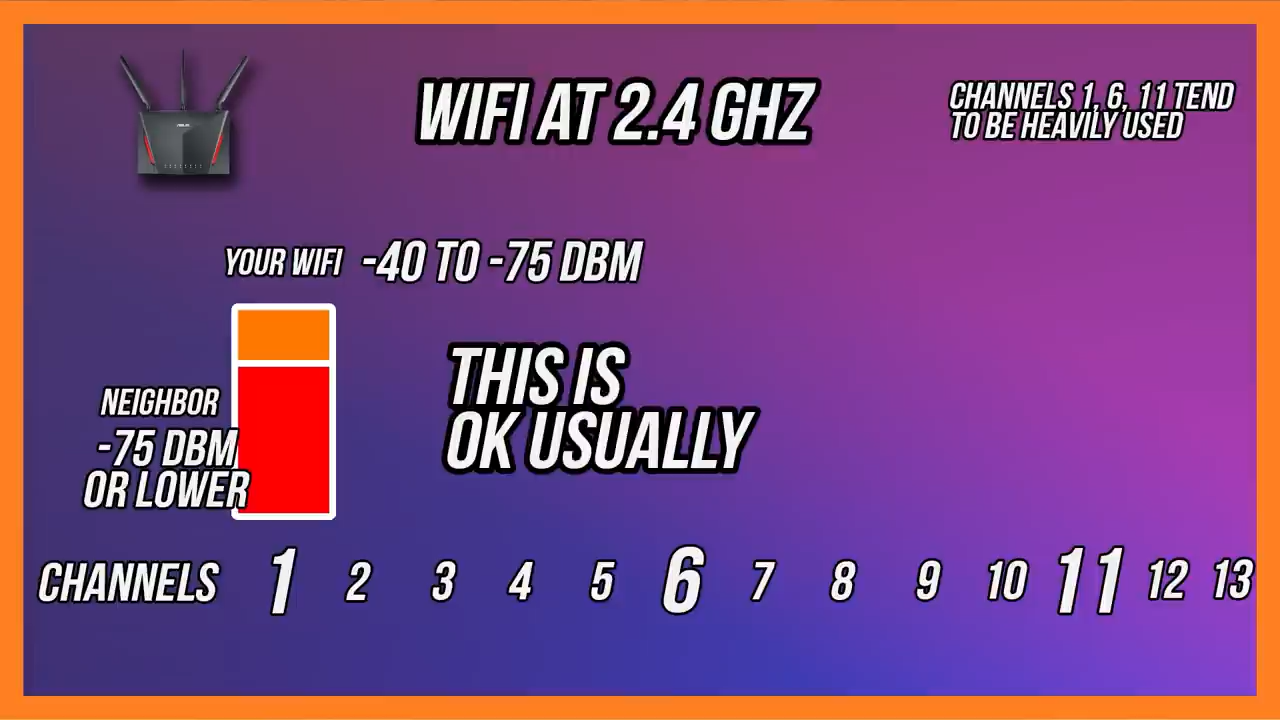 WIFI AT 2.4 GHZ
CHANNELS 1, 6, 11 TEND
TO BE HEAVILY USED
YOUR WIFI -40 TO -75 DBM
THIS IS
OK USUALLY
NEIGHBOR
-75 DBM
OR LOWER
CHANNELS 1 2 3 4 5 6 7 8 9 10 11 12 13